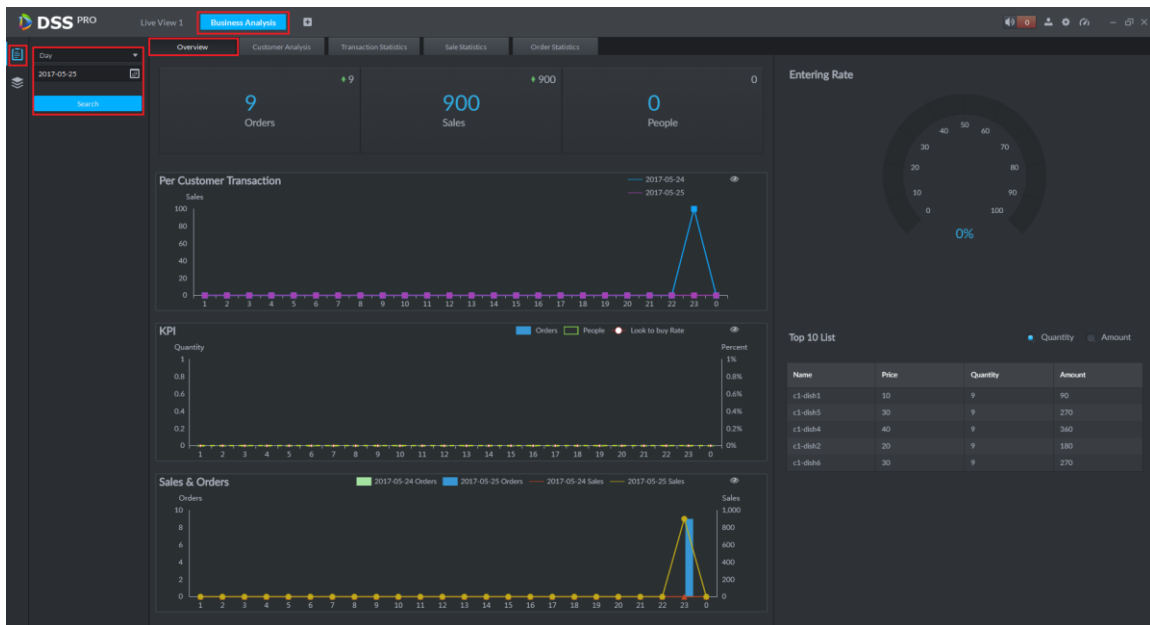 DSS PRO
Live View 1
Business Analysis
0
Day
2017-05-25
Search
Overview
Customer Analysis
Transaction Statistics
Sale Statistics
Order Statistics
9
9
Orders
900
900
Sales
0
0
People
Per Customer Transaction
2017-05-24
2017-05-25
Sales
100
80
60
40
20
0
1 2 3 4 5 6 7 8 9 10 11 12 13 14 15 16 17 18 19 20 21 22 23 0
KPI
Orders People Look to buy Rate
Quantity
Percent
1 1%
0.8 0.8%
0.6 0.6%
0.4 0.4%
0.2 0.2%
0 0%
1 2 3 4 5 6 7 8 9 10 11 12 13 14 15 16 17 18 19 20 21 22 23 0
Sales & Orders
2017-05-24 Orders 2017-05-25 Orders 2017-05-24 Sales 2017-05-25 Sales
Orders
Sales
10 1,000
8 800
6 600
4 400
2 200
0 0
1 2 3 4 5 6 7 8 9 10 11 12 13 14 15 16 17 18 19 20 21 22 23 0
Entering Rate
0 10 20 30 40 50 60 70 80 90 100
0%
Top 10 List
Quantity Amount
Name Price Quantity Amount
c1-dish1 10 9 90
c1-dish5 30 9 270
c1-dish4 40 9 360
c1-dish2 20 9 180
c1-dish6 30 9 270